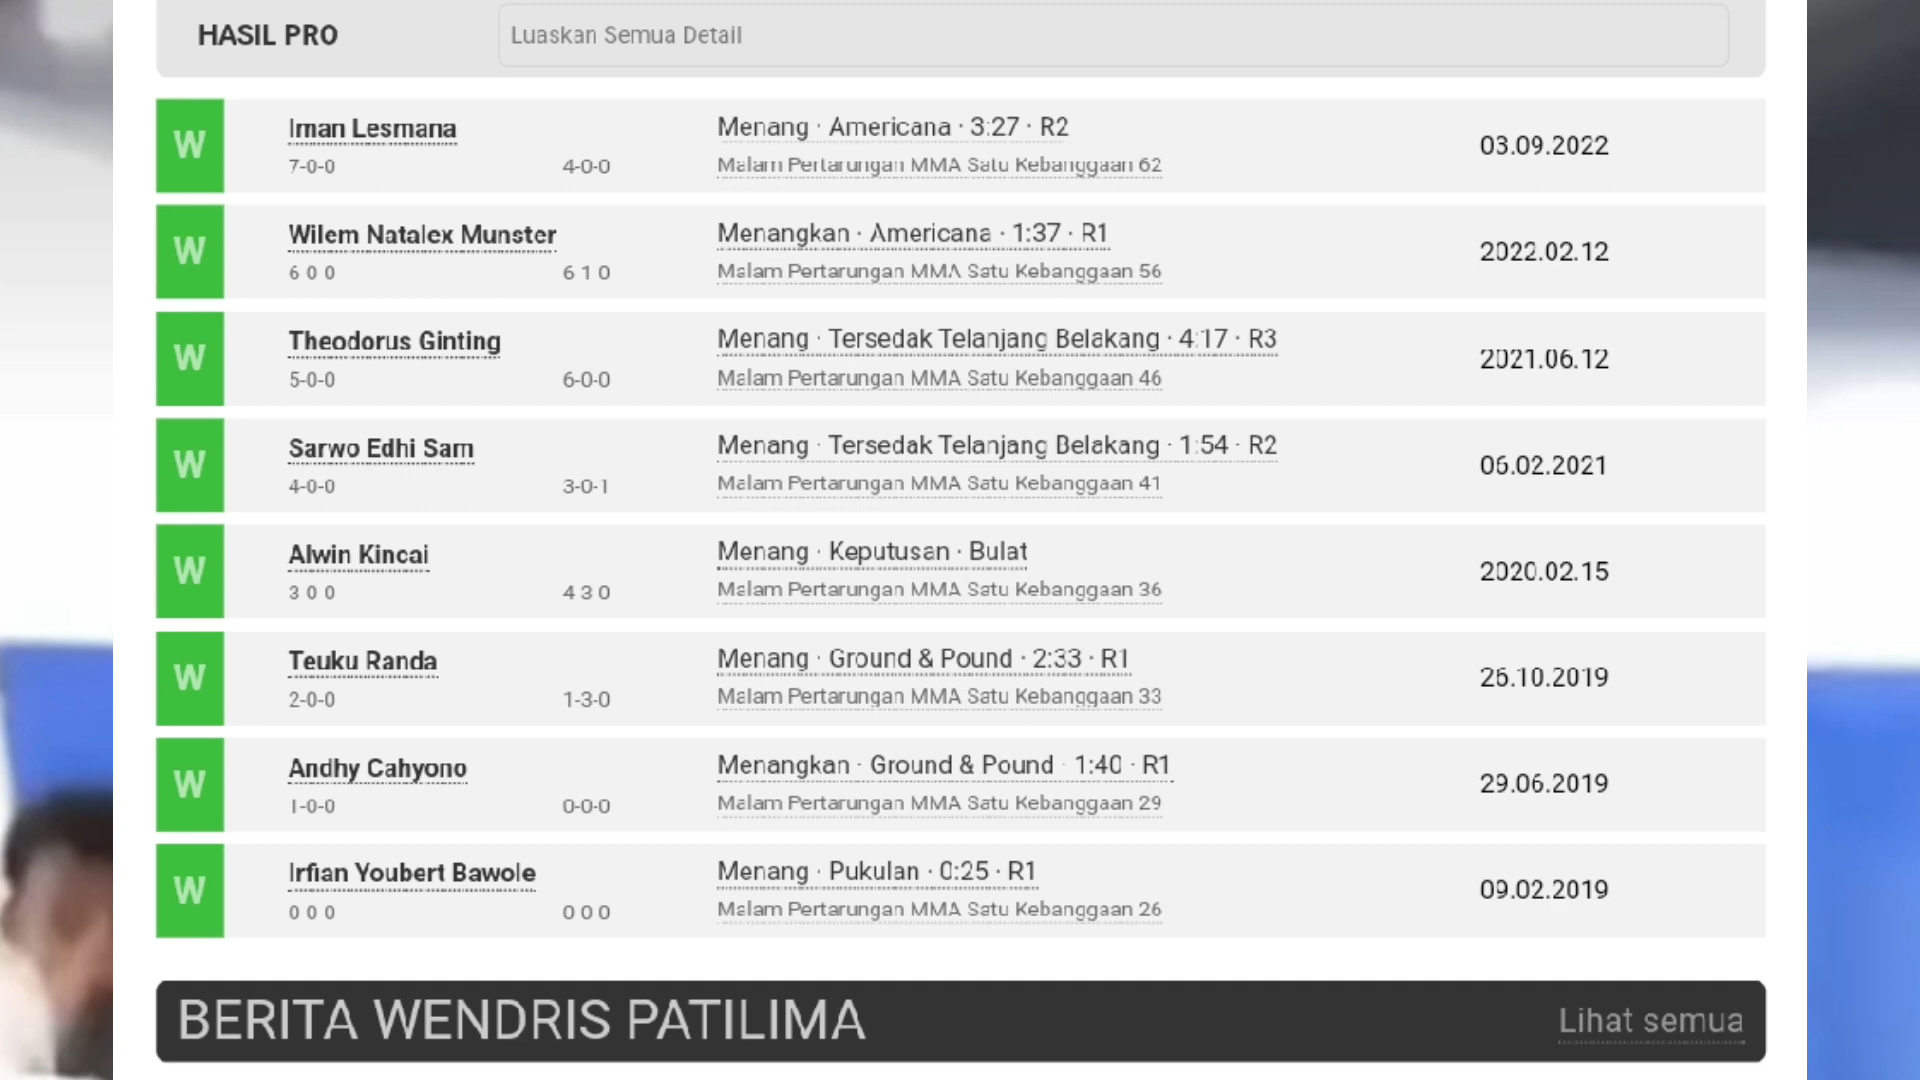 HASIL PRO
Luaskan Semua Detail
W
Iman Lesmana
7-0-0
4-0-0
Menang · Americana · 3:27 · R2
Malam Pertarungan MMA Satu Kebanggaan 62
03.09.2022
W
Wilem Natalex Munster
6 0 0
6 1 0
Menangkan · Americana · 1:37 · R1
Malam Pertarungan MMA Satu Kebanggaan 56
2022.02.12
W
Theodorus Ginting
5-0-0
6-0-0
Menang · Tersedak Telanjang Belakang · 4:17 · R3
Malam Pertarungan MMA Satu Kebanggaan 46
2021.06.12
W
Sarwo Edhi Sam
4-0-0
3-0-1
Menang · Tersedak Telanjang Belakang · 1:54 · R2
Malam Pertarungan MMA Satu Kebanggaan 41
06.02.2021
W
Alwin Kincai
3 0 0
4 3 0
Menang · Keputusan · Bulat
Malam Pertarungan MMA Satu Kebanggaan 36
2020.02.15
W
Teuku Randa
2-0-0
1-3-0
Menang · Ground & Pound · 2:33 · R1
Malam Pertarungan MMA Satu Kebanggaan 33
26.10.2019
W
Andhy Cahyono
1-0-0
0-0-0
Menangkan · Ground & Pound · 1:40 · R1
Malam Pertarungan MMA Satu Kebanggaan 29
29.06.2019
W
Irfian Youbert Bawole
0 0 0
0 0 0
Menang · Pukulan · 0:25 · R1
Malam Pertarungan MMA Satu Kebanggaan 26
09.02.2019
BERITA WENDRIS PATILIMA
Lihat semua